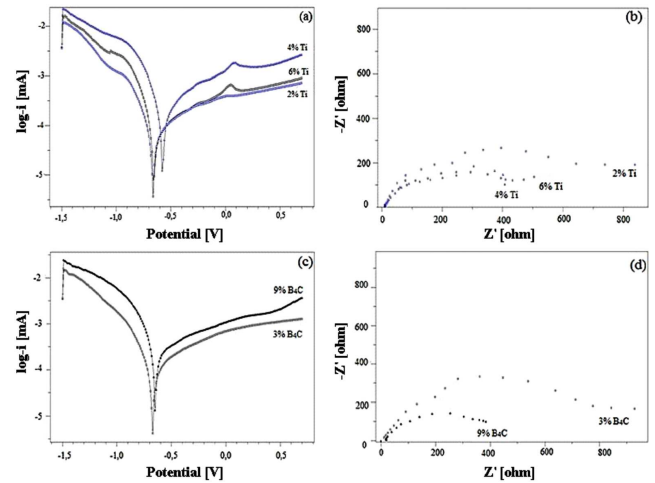 (a)
log-i [mA]
-2
-3
-4
-5
4% Ti
6% Ti
2% Ti
-1,5
-1,0
-0,5
0,0
0,5
Potential [V]
(b)
-Z' [ohm]
800
600
400
200
0
0
200
400
600
800
2% Ti
6% Ti
4% Ti
Z' [ohm]
(c)
log-i [mA]
-2
-3
-4
-5
9% B₄C
3% B₄C
-1,5
-1,0
-0,5
0,0
0,5
Potential [V]
(d)
-Z' [ohm]
800
600
400
200
0
0
200
400
600
800
3% B₄C
9% B₄C
Z' [ohm]